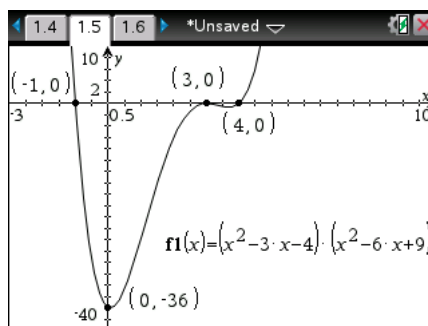 1.4 1.5 1.6 *Unsaved
10 y
(-1,0) (3,0)
2
x
-3 0.5 10
(4,0)
f1(x)=(x²-3·x-4)·(x²-6·x+9)
(0,-36)
-40